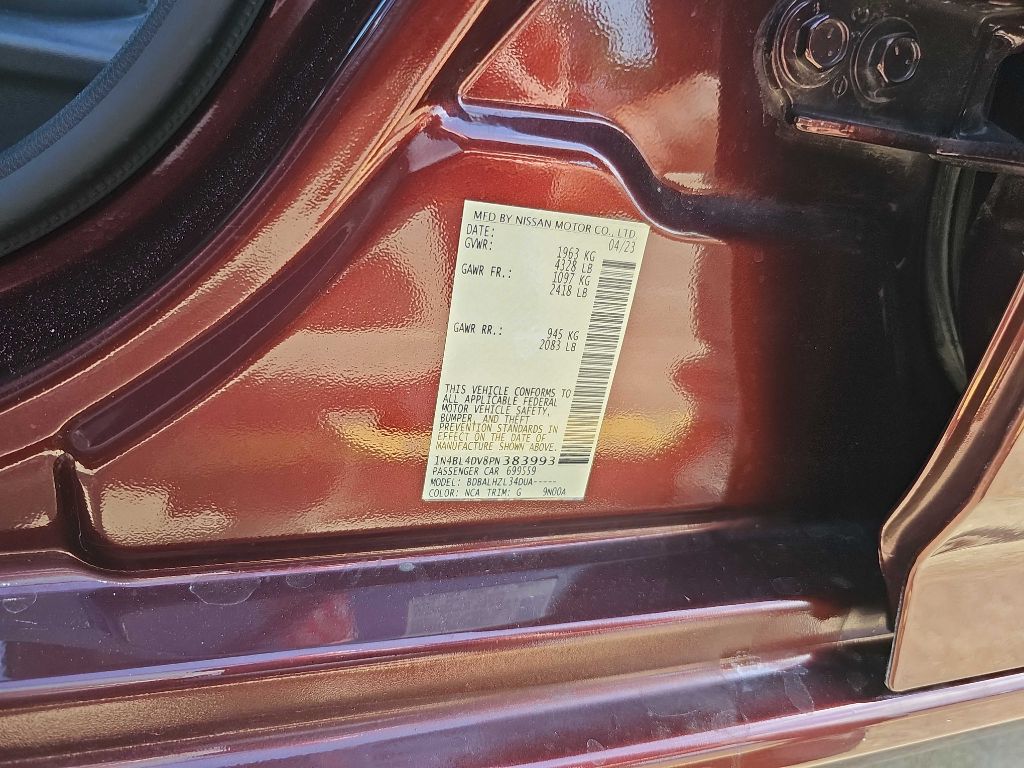 MFD BY NISSAN MOTOR CO., LTD.
DATE: 04/23
GVWR: 1963 KG
4328 LB
GAWR FR.: 1097 KG
2418 LB
GAWR RR.: 945 KG
2083 LB
THIS VEHICLE CONFORMS TO
ALL APPLICABLE FEDERAL
MOTOR VEHICLE SAFETY,
BUMPER, AND THEFT
PREVENTION STANDARDS IN
EFFECT ON THE DATE OF
MANUFACTURE SHOWN ABOVE.
1N4BL4DV8PN383993
PASSENGER CAR 699559
MODEL: BDBALHZL34DUA-----
COLOR: NCA TRIM: G 9N00A